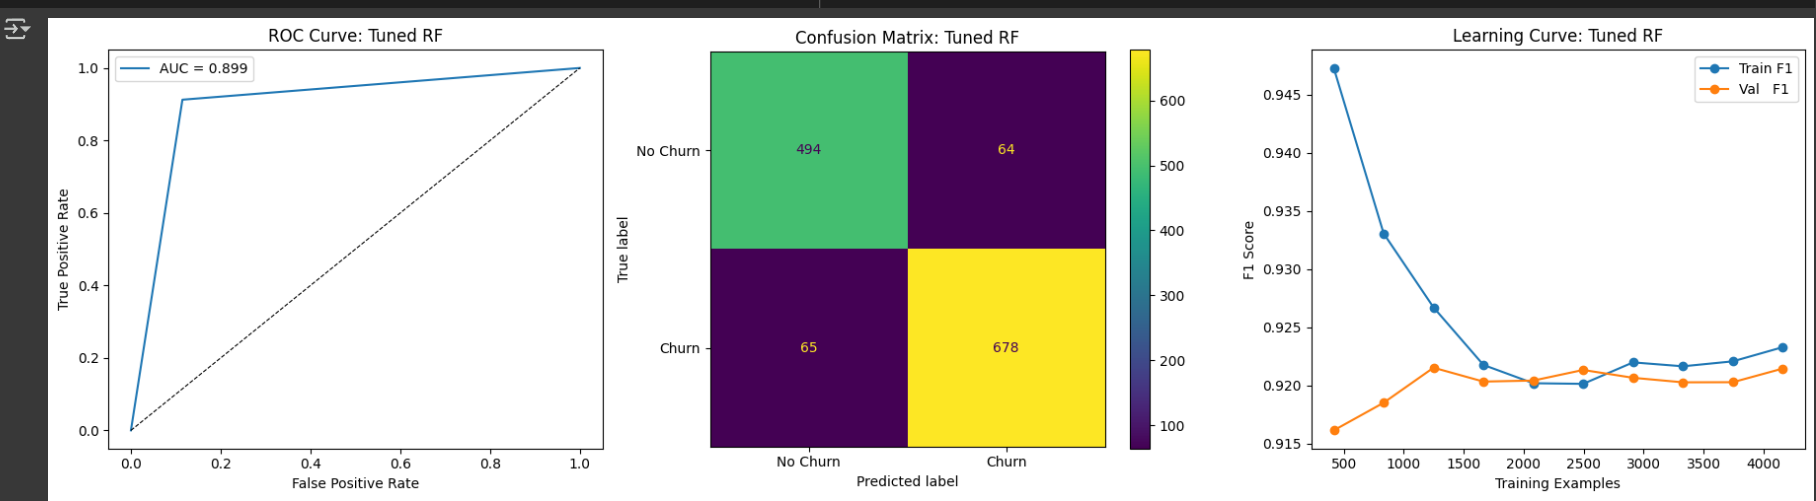 ROC Curve: Tuned RF
AUC = 0.899
1.0
0.8
0.6
0.4
0.2
0.0
True Positive Rate
0.0 0.2 0.4 0.6 0.8 1.0
False Positive Rate
Confusion Matrix: Tuned RF
No Churn
Churn
True label
494 64
65 678
No Churn Churn
Predicted label
600
500
400
300
200
100
Learning Curve: Tuned RF
Train F1
Val F1
0.945
0.940
0.935
0.930
0.925
0.920
0.915
F1 Score
500 1000 1500 2000 2500 3000 3500 4000
Training Examples